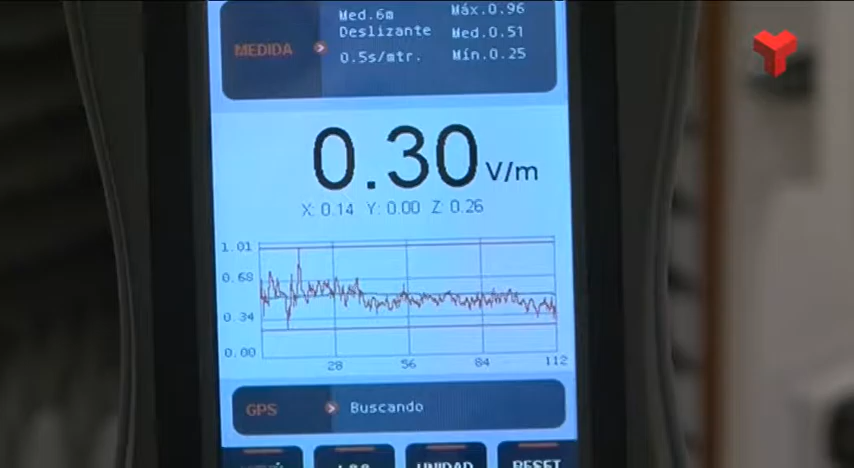 Med.6m Máx.0.96
Deslizante Med.0.51
MEDIDA
0.5s/mtr. Mín.0.25
0.30 V/m
X: 0.14 Y: 0.00 Z: 0.26
1.01
0.68
0.34
0.00
28 56 84 112
GPS Buscando
UNIDAD RESET